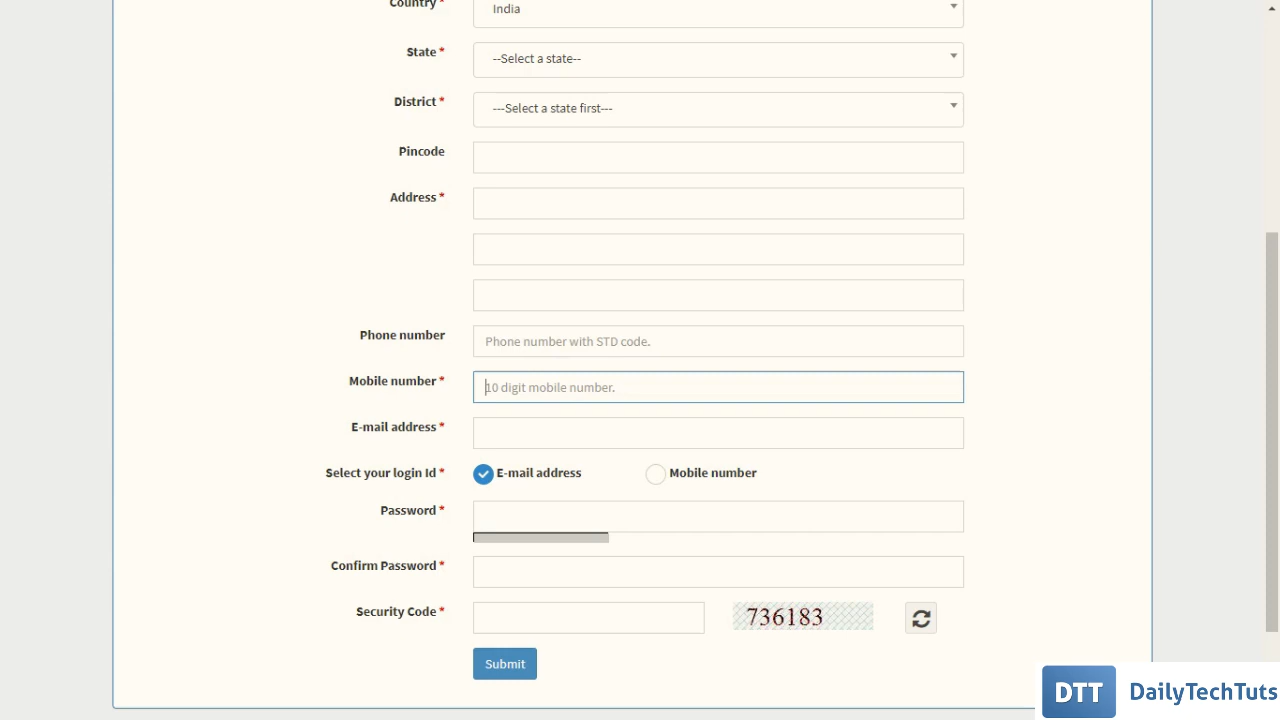 Country *
India
State *
--Select a state--
District *
---Select a state first---
Pincode
Address *
Phone number
Phone number with STD code.
Mobile number *
10 digit mobile number.
E-mail address *
Select your login Id *
E-mail address
Mobile number
Password *
Confirm Password *
Security Code *
736183
Submit
DTT
DailyTechTuts